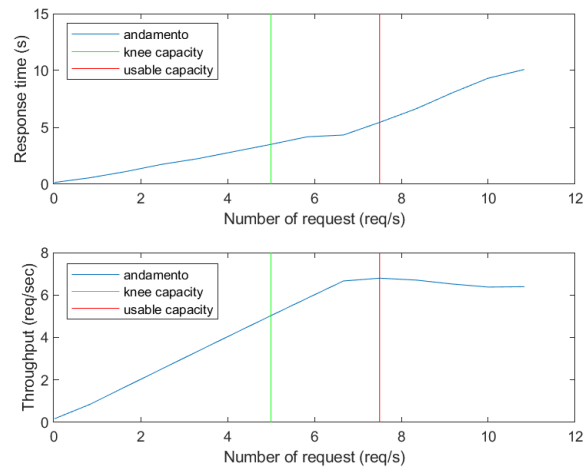 15
10
5
0
Response time (s)
andamento
knee capacity
usable capacity
0 2 4 6 8 10 12
Number of request (req/s)
8
6
4
2
0
Throughput (req/sec)
andamento
knee capacity
usable capacity
0 2 4 6 8 10 12
Number of request (req/s)